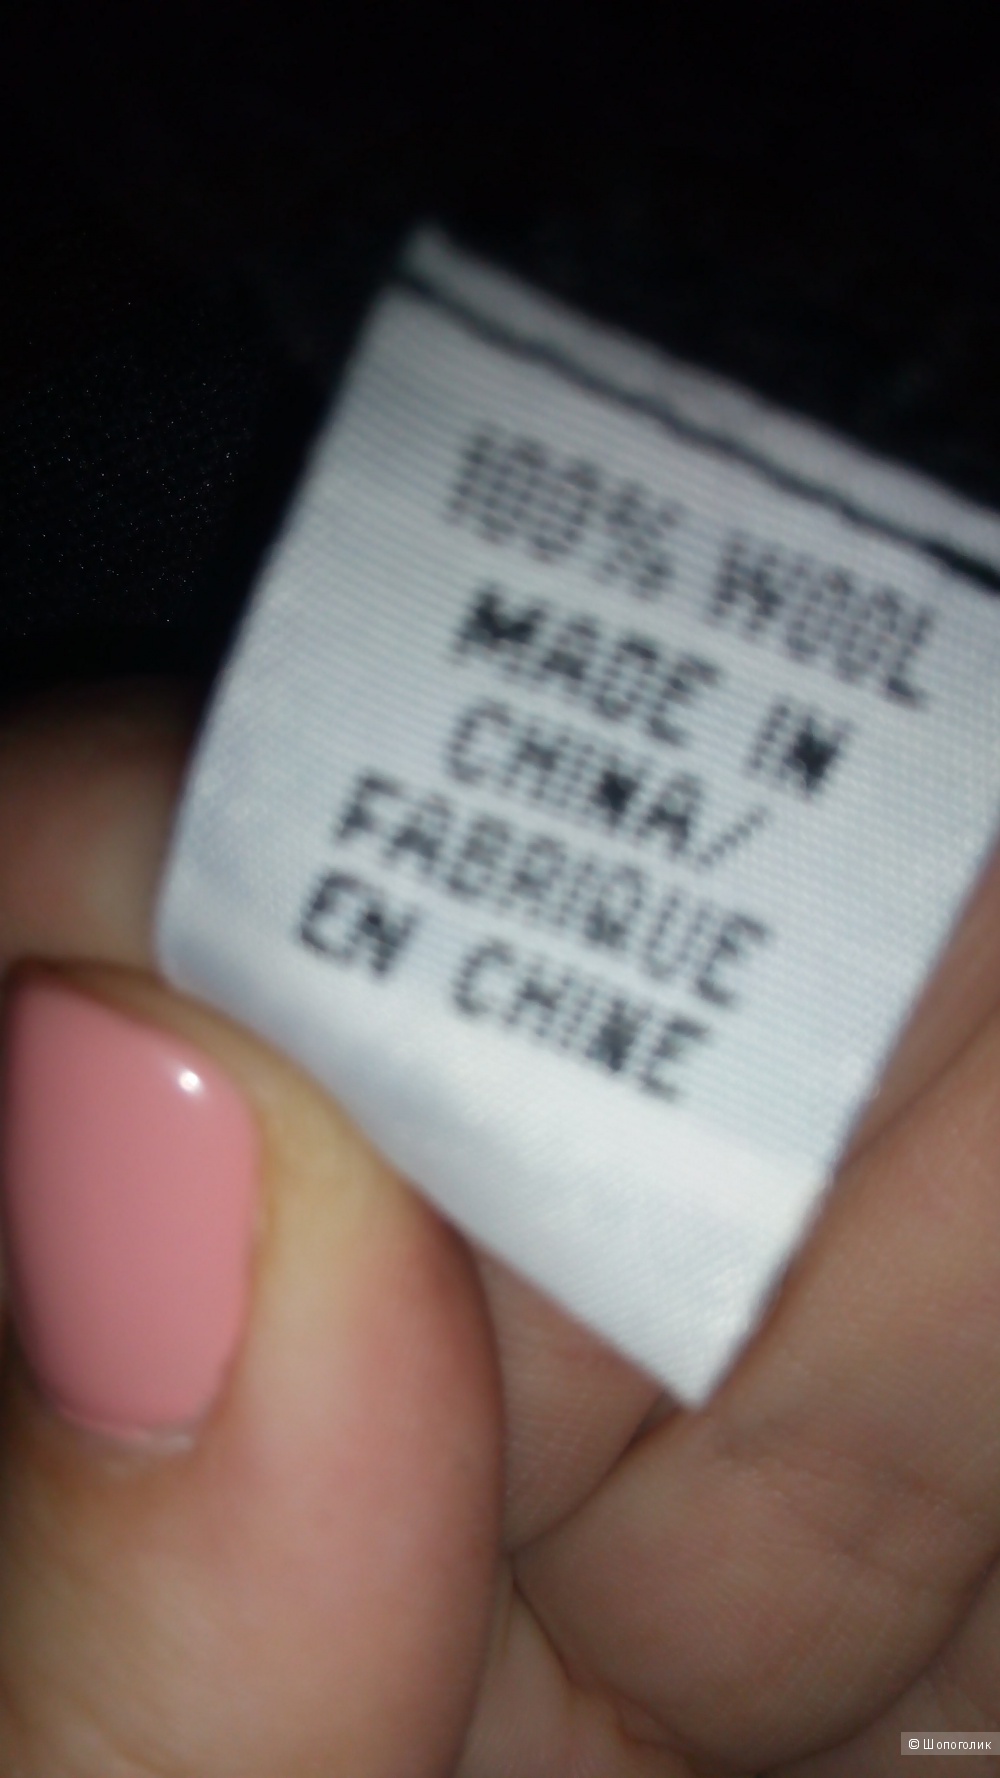 100% WOOL
MADE IN
CHINA/
FABRIQUE
EN CHINE
© Шопоголик